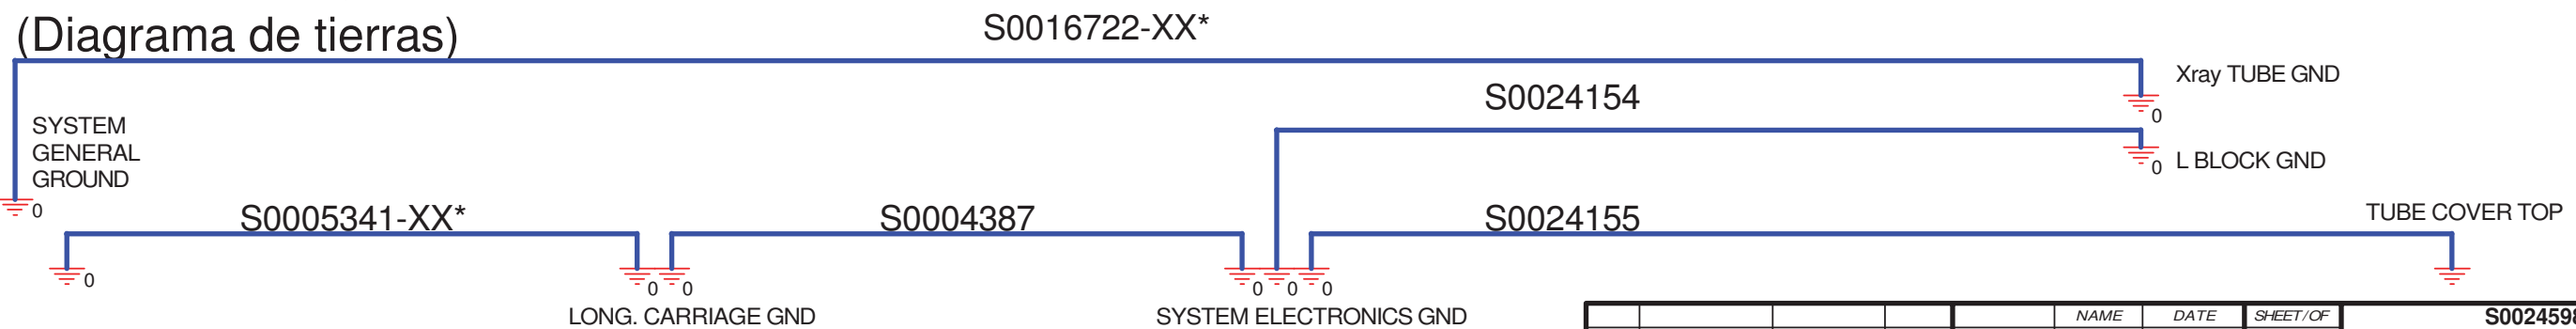 (Diagrama de tierras)
S0016722-XX*
Xray TUBE GND
0
S0024154
SYSTEM
GENERAL
GROUND
0
L BLOCK GND
0
S0005341-XX*
S0004387
S0024155
TUBE COVER TOP
0
0
0
0
0
0
LONG. CARRIAGE GND
SYSTEM ELECTRONICS GND
NAME
DATE
SHEET/OF